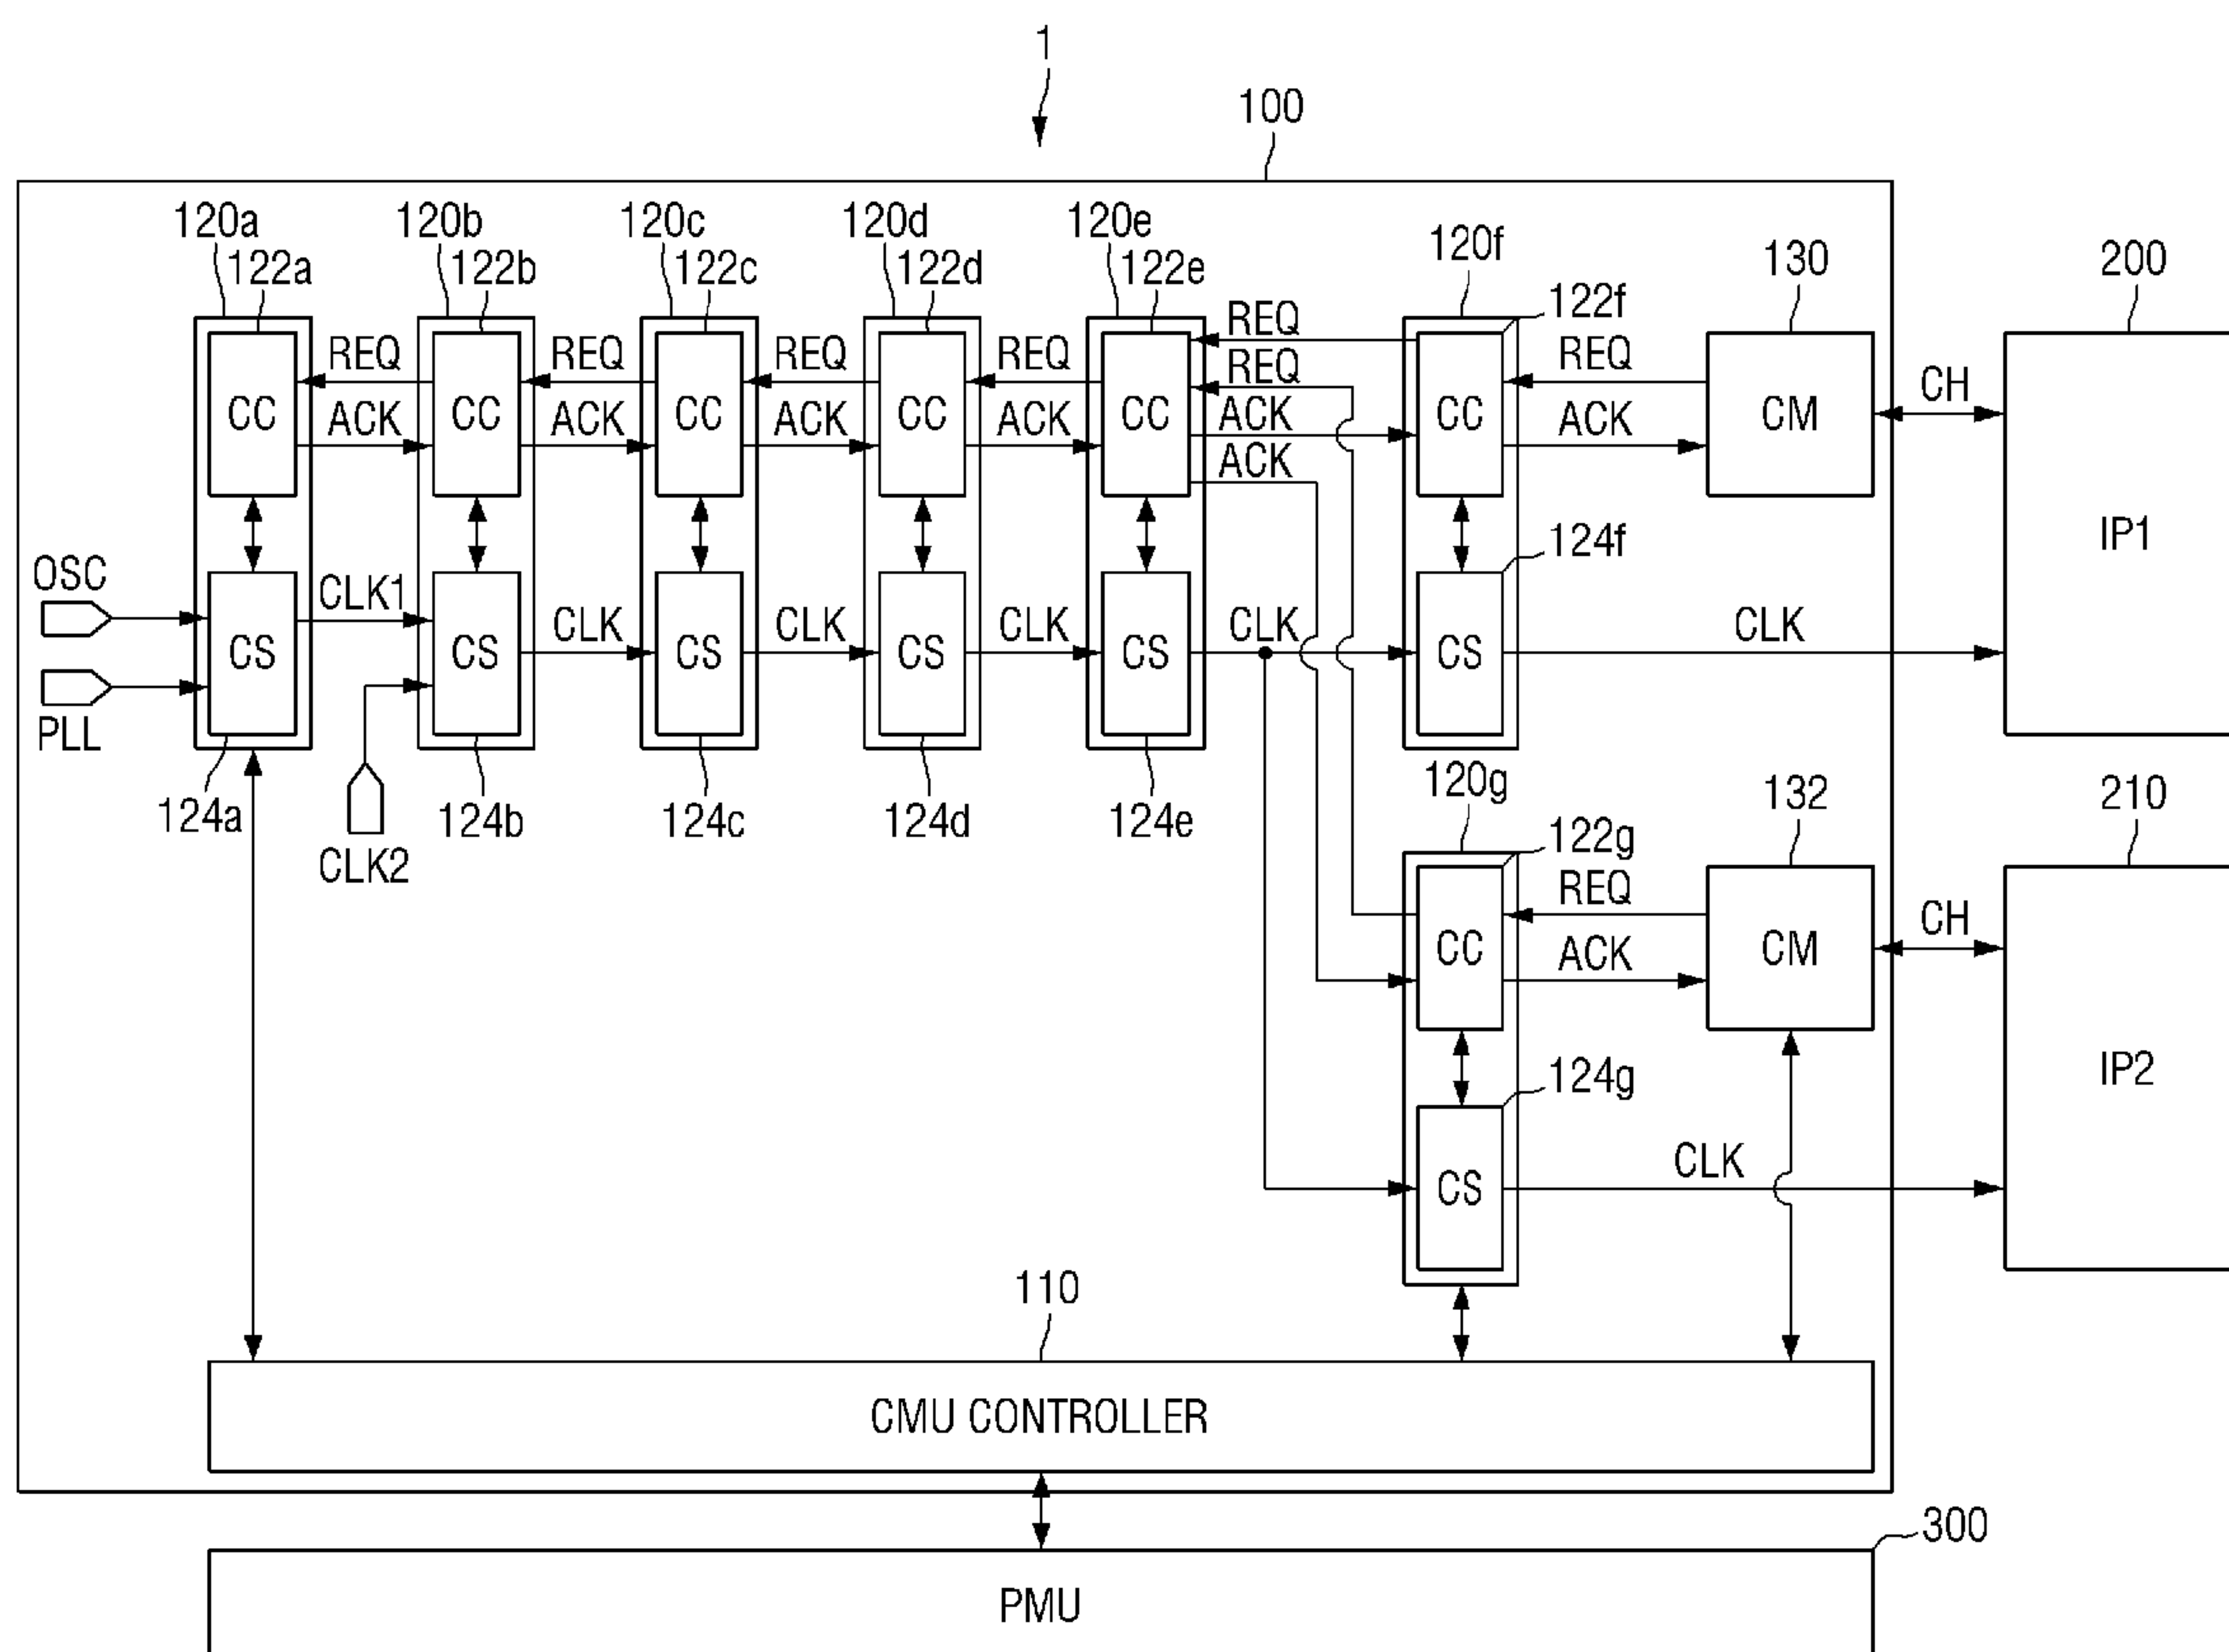 1
100
120a 120b 120c 120d 120e 120f 130 200
122a 122b 122c 122d 122e 122f
REQ REQ REQ REQ REQ REQ REQ
CC CC CC CC CC CC CM CH
ACK ACK ACK ACK ACK ACK ACK
124f
IP1
OSC CLK1 CLK CLK CLK CLK CLK
CS CS CS CS CS CS
PLL
124a 124b 124c 124d 124e 120g 132 210
CLK2 122g
REQ
CC CM CH
ACK
124g
IP2
CLK
CS
110
CMU CONTROLLER
300
PMU